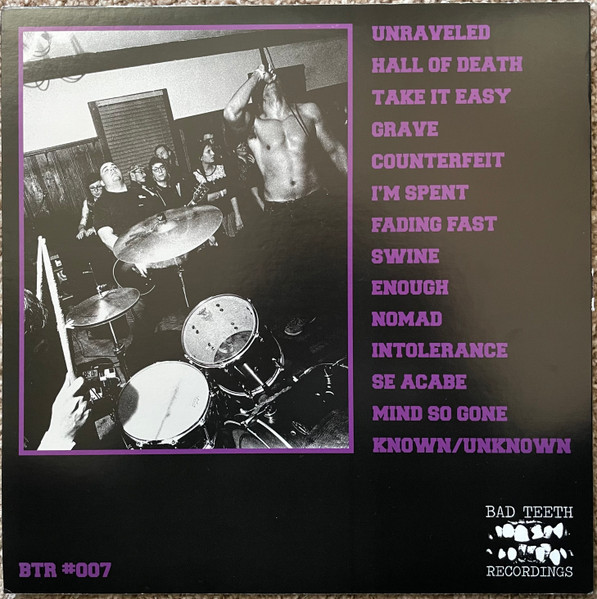 UNRAVELED
HALL OF DEATH
TAKE IT EASY
GRAVE
COUNTERFEIT
I'M SPENT
FADING FAST
SWINE
ENOUGH
NOMAD
INTOLERANCE
SE ACABE
MIND SO GONE
KNOWN/UNKNOWN
BTR #007
BAD TEETH
RECORDINGS